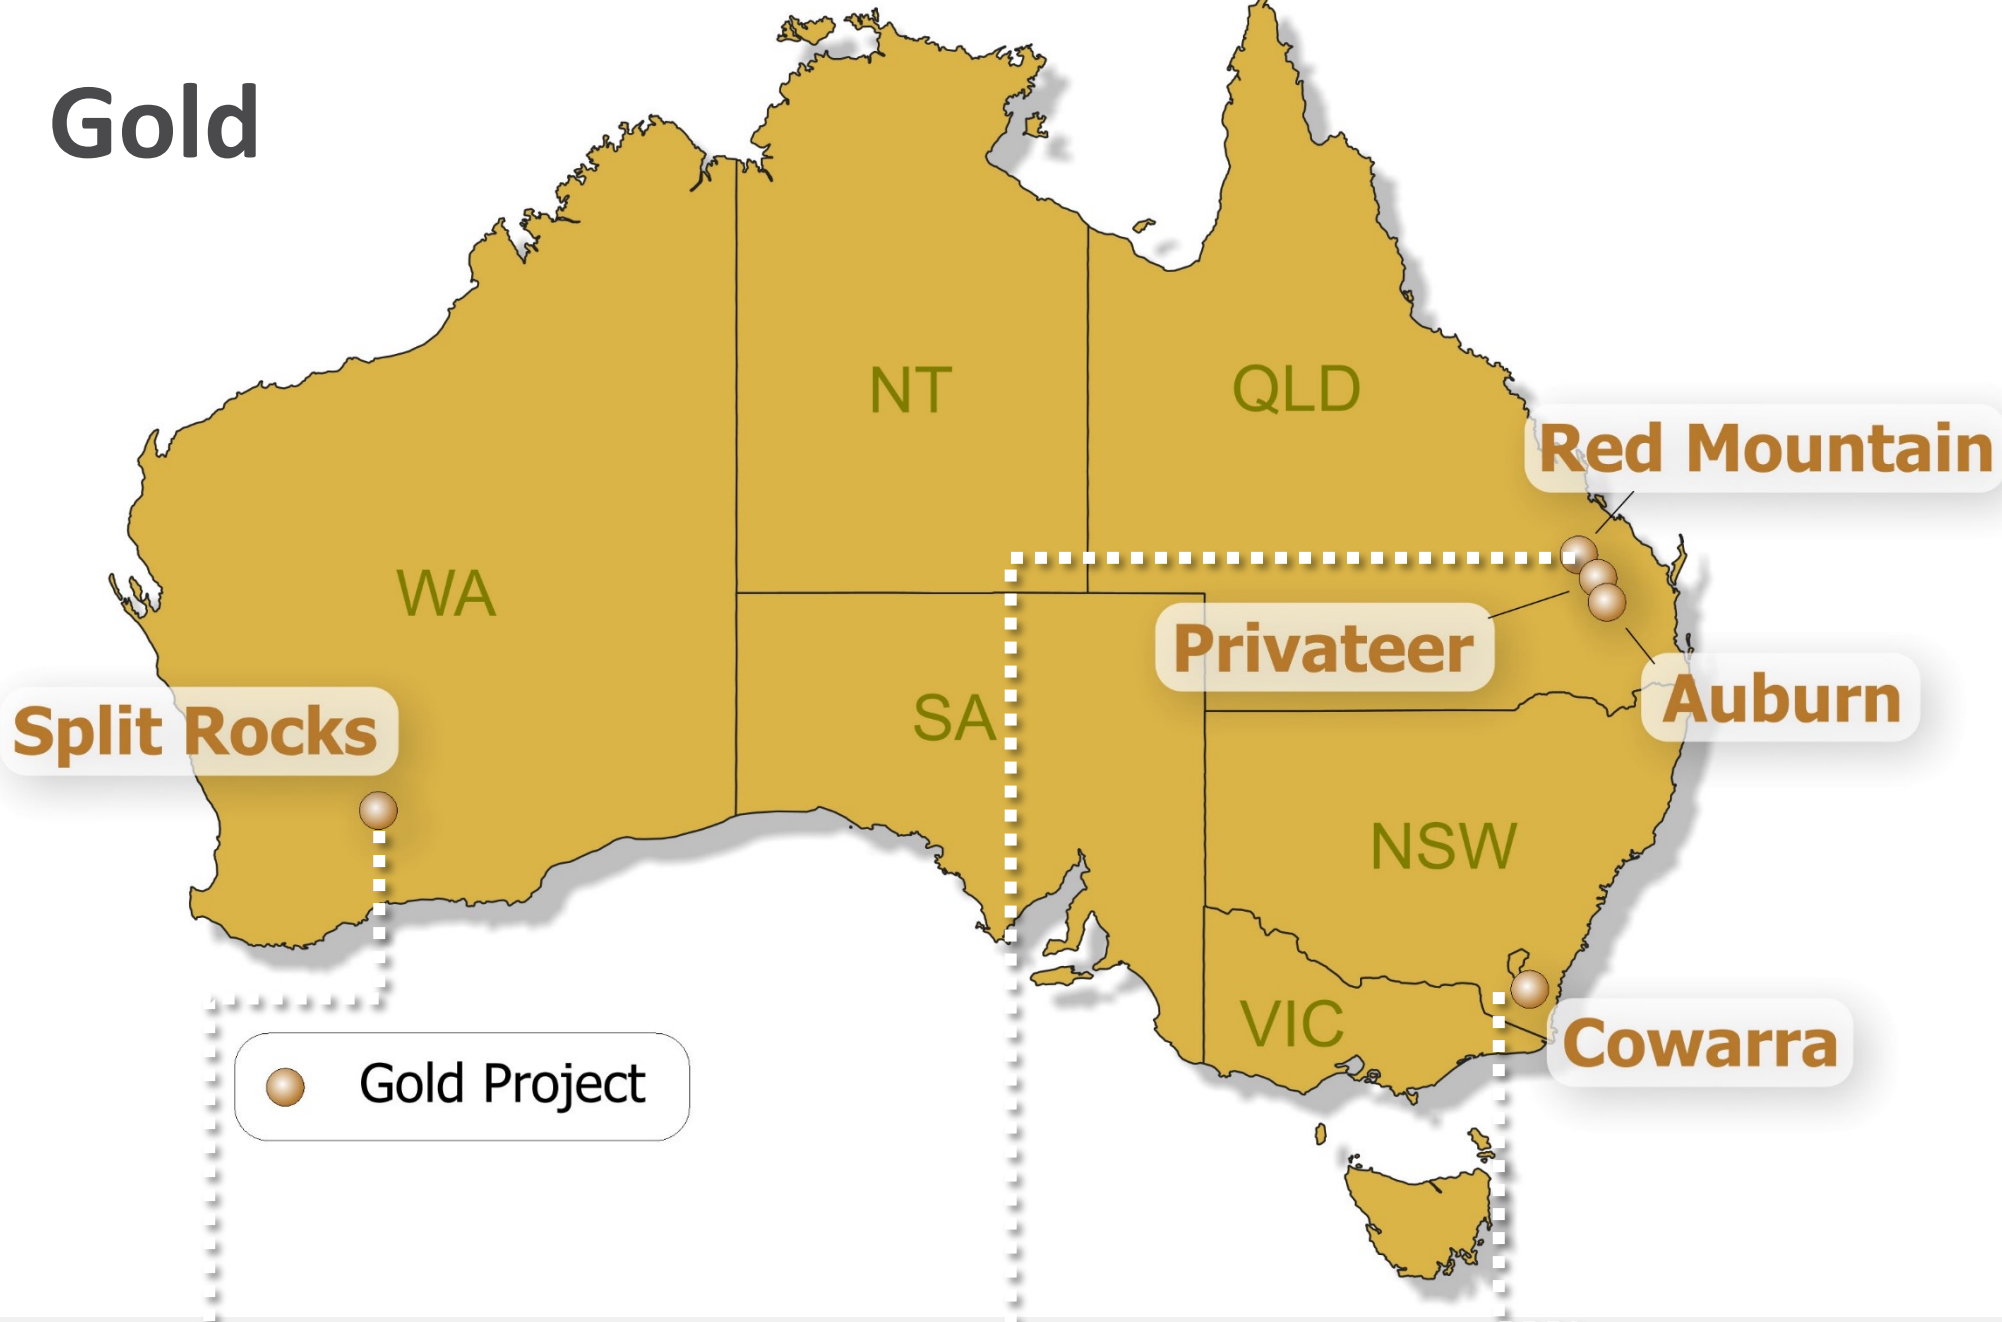 Gold
NT
QLD
Red Mountain
WA
Privateer
SA
Auburn
Split Rocks
NSW
VIC
Cowarra
Gold Project